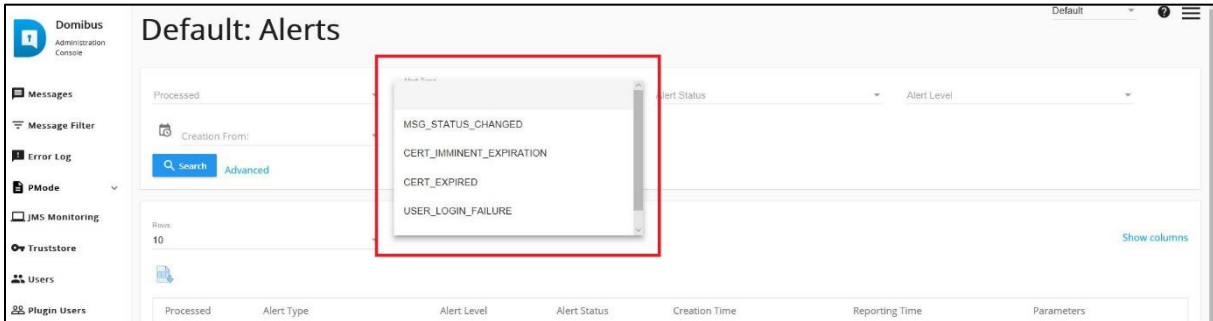 Domibus
Administration
Console
Default: Alerts
Default
Messages
Message Filter
Error Log
PMode
JMS Monitoring
Truststore
Users
Plugin Users
Processed
Alert Type
Alert Status
Alert Level
Creation From:
Search
Advanced
MSG_STATUS_CHANGED
CERT_IMMINENT_EXPIRATION
CERT_EXPIRED
USER_LOGIN_FAILURE
Rows
10
Show columns
Processed Alert Type Alert Level Alert Status Creation Time Reporting Time Parameters